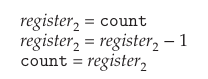 register₂ = count
register₂ = register₂ − 1
count = register₂